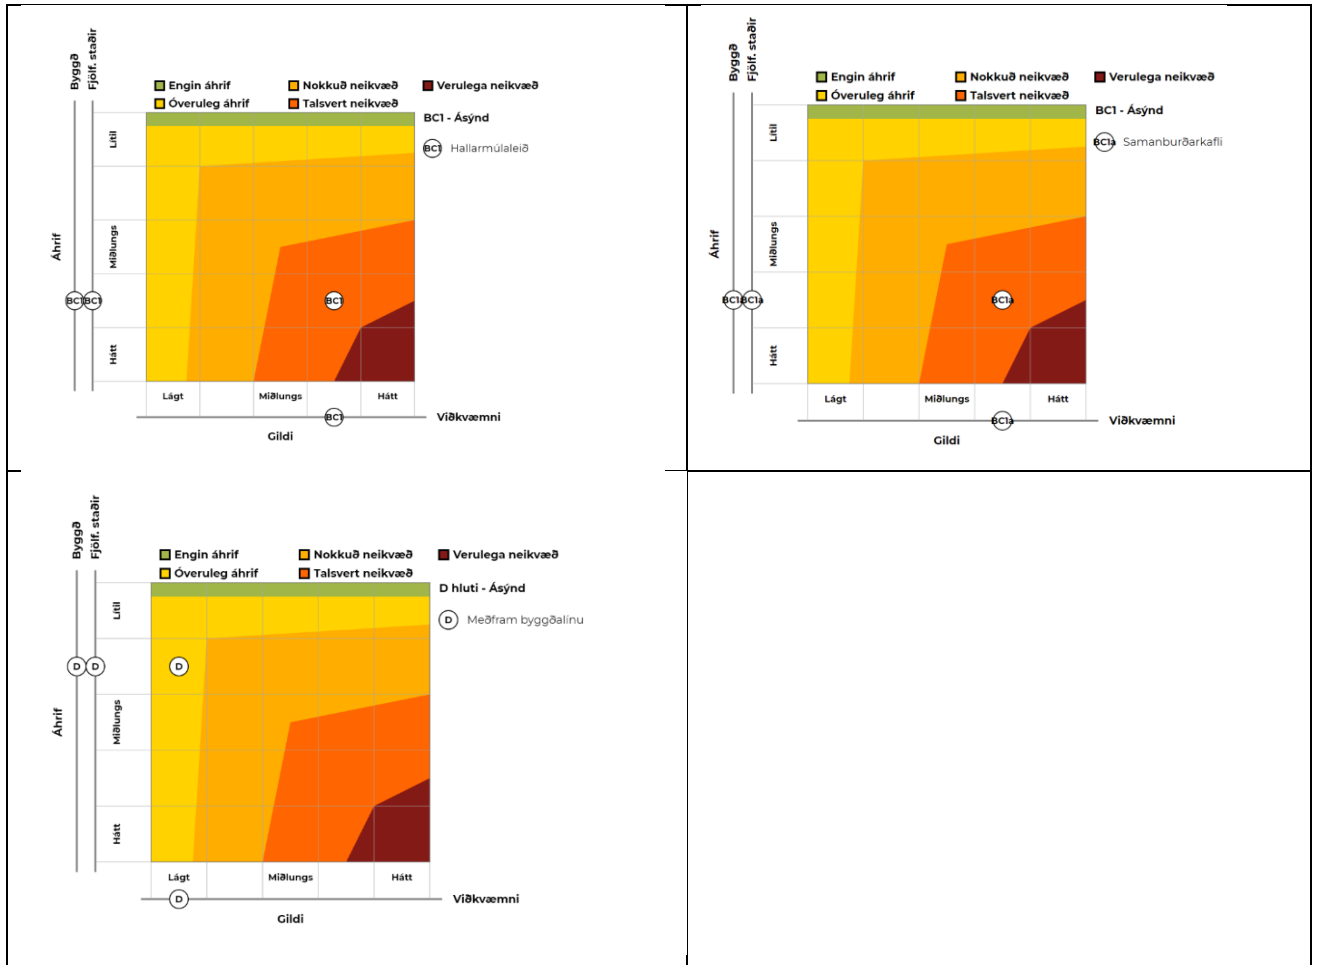 Byggð
Fjölf. staðir
Engin áhrif
Nokkuð neikvæð
Verulega neikvæð
Óveruleg áhrif
Talsvert neikvæð
BC1 - Ásýnd
BC1 Hallarmúlaleið
Lítil
Miðlungs
Hátt
Áhrif
BC1 BC1
BC1
Lágt
Miðlungs
Hátt
BC1
Viðkvæmni
Gildi
Byggð
Fjölf. staðir
Engin áhrif
Nokkuð neikvæð
Verulega neikvæð
Óveruleg áhrif
Talsvert neikvæð
BC1 - Ásýnd
BC1a Samanburðarkafli
Lítil
Miðlungs
Hátt
Áhrif
BC1a BC1a
BC1a
Lágt
Miðlungs
Hátt
BC1a
Viðkvæmni
Gildi
Byggð
Fjölf. staðir
Engin áhrif
Nokkuð neikvæð
Verulega neikvæð
Óveruleg áhrif
Talsvert neikvæð
D hluti - Ásýnd
D Meðfram byggðalínu
Lítil
Miðlungs
Hátt
Áhrif
D D
D
Lágt
Miðlungs
Hátt
D
Viðkvæmni
Gildi